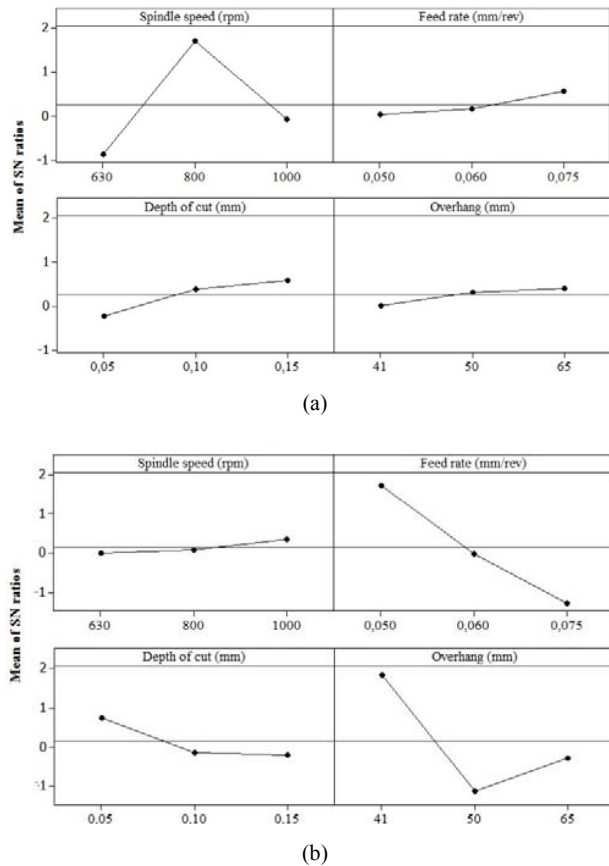 Spindle speed (rpm) Feed rate (mm/rev)
2
1
0
-1
630 800 1000 0,050 0,060 0,075
Mean of SN ratios
Depth of cut (mm) Overhang (mm)
2
1
0
-1
0,05 0,10 0,15 41 50 65
(a)
Spindle speed (rpm) Feed rate (mm/rev)
2
1
0
-1
630 800 1000 0,050 0,060 0,075
Mean of SN ratios
Depth of cut (mm) Overhang (mm)
2
1
0
-1
0.05 0.10 0.15 41 50 65
(b)